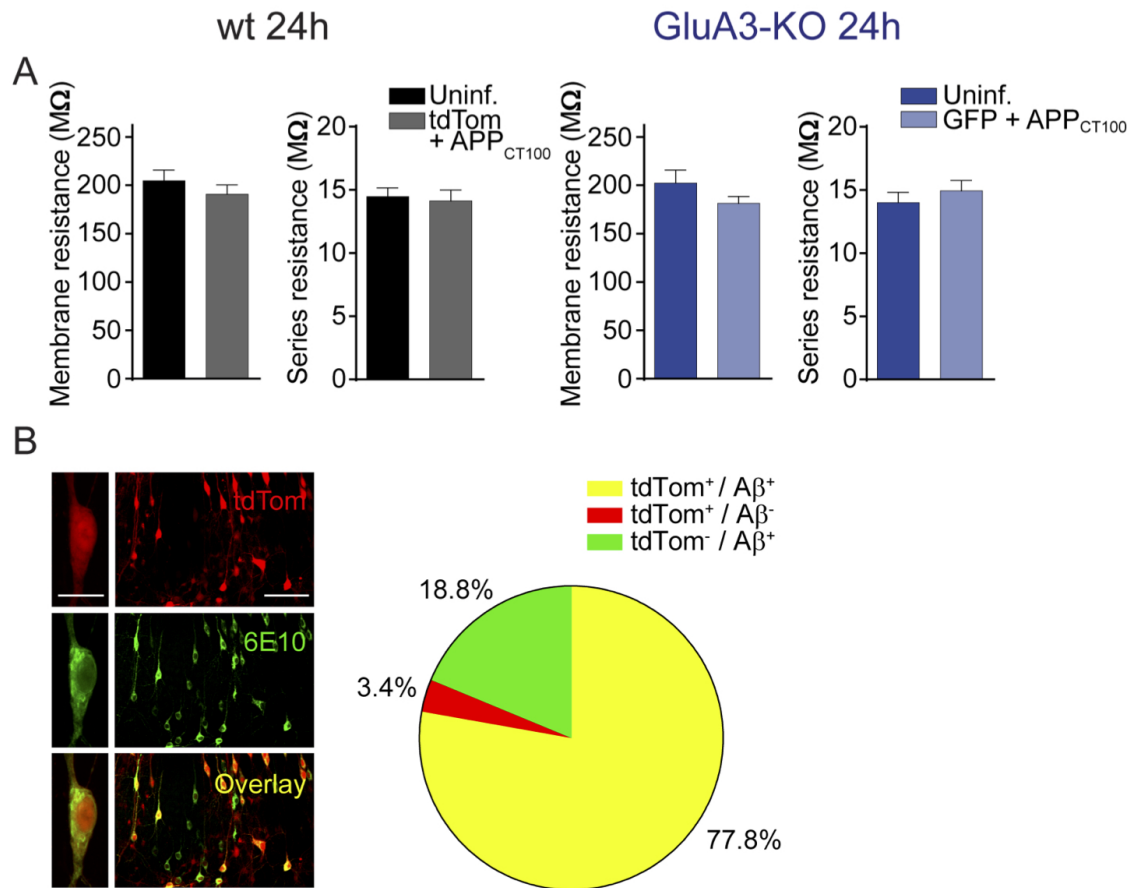 wt 24h
GluA3-KO 24h
A
Membrane resistance (MΩ)
250
200
150
100
50
0
Series resistance (MΩ)
20
15
10
5
0
Uninf.
tdTom
+ APPCT100
Membrane resistance (MΩ)
250
200
150
100
50
0
Series resistance (MΩ)
20
15
10
5
0
Uninf.
GFP + APPCT100
B
tdTom
6E10
Overlay
tdTom⁺ / Aβ⁺
tdTom⁺ / Aβ⁻
tdTom⁻ / Aβ⁺
18.8%
3.4%
77.8%